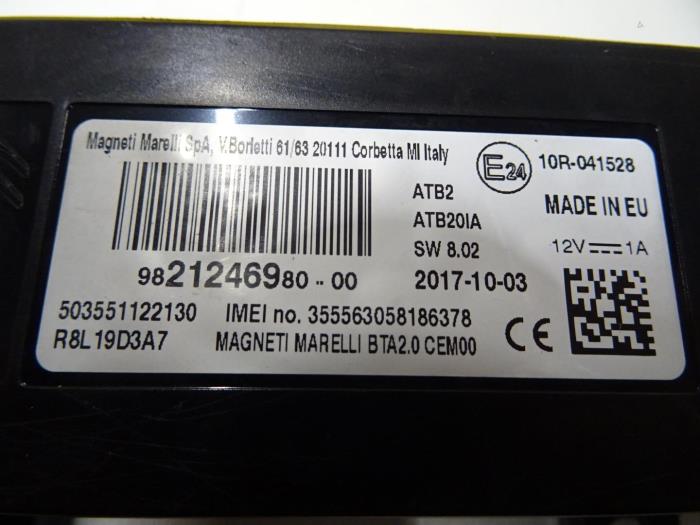 Magneti Marelli SpA, V.Borletti 61/63 20111 Corbetta MI Italy
E24
10R-041528
ATB2
ATB20IA
SW 8.02
2017-10-03
MADE IN EU
12V 1A
9821246980-00
503551122130 IMEI no. 355563058186378
R8L19D3A7 MAGNETI MARELLI BTA2.0 CEM00
CE